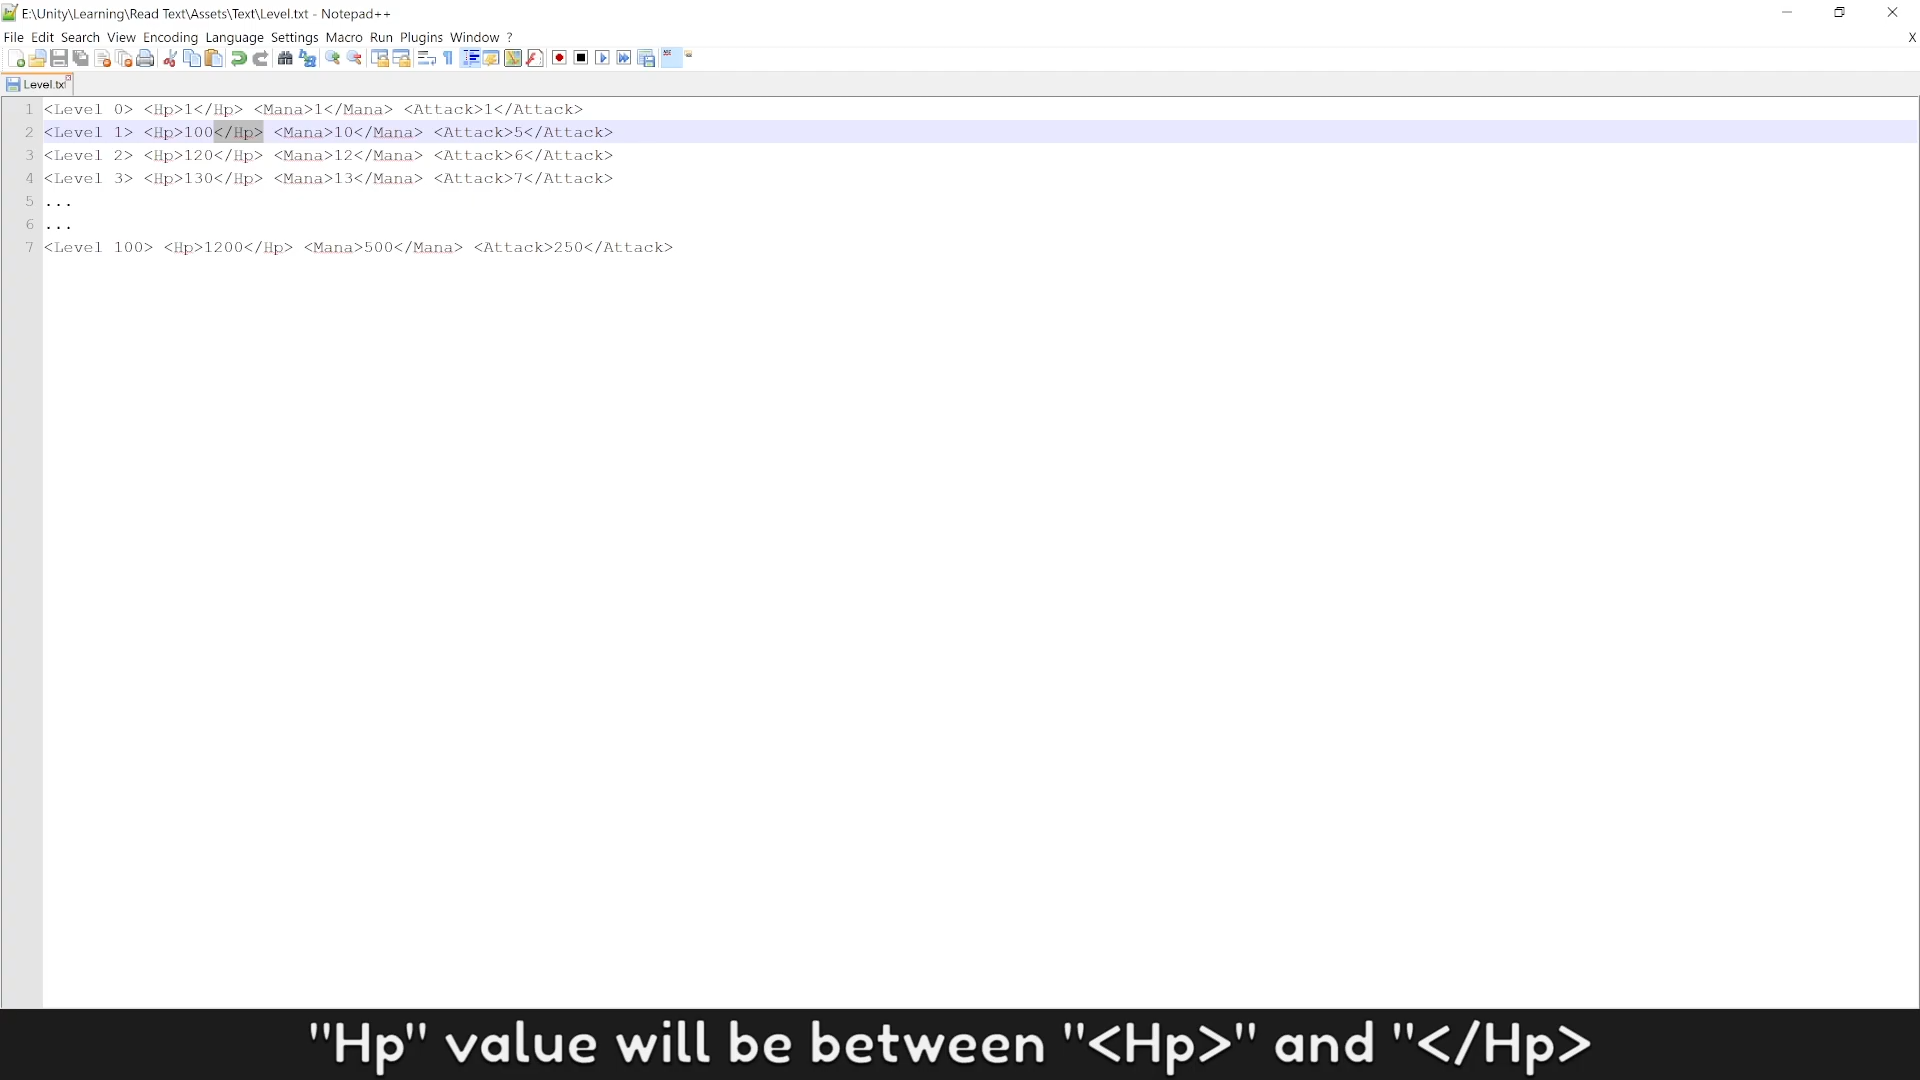 E:\Unity\Learning\Read Text\Assets\Text\Level.txt - Notepad++
File Edit Search View Encoding Language Settings Macro Run Plugins Window ?
X
Level.txt
1 <Level 0> <Hp>1</Hp> <Mana>1</Mana> <Attack>1</Attack>
2 <Level 1> <Hp>100</Hp> <Mana>10</Mana> <Attack>5</Attack>
3 <Level 2> <Hp>120</Hp> <Mana>12</Mana> <Attack>6</Attack>
4 <Level 3> <Hp>130</Hp> <Mana>13</Mana> <Attack>7</Attack>
5 ...
6 ...
7 <Level 100> <Hp>1200</Hp> <Mana>500</Mana> <Attack>250</Attack>
"Hp" value will be between "<Hp>" and "</Hp>